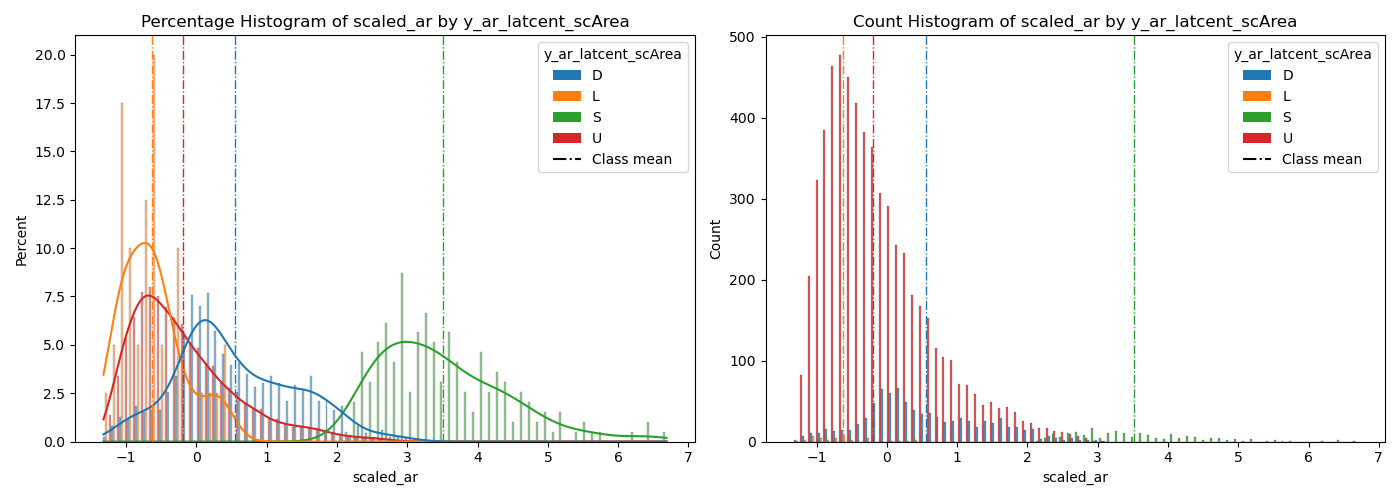 Percentage Histogram of scaled_ar by y_ar_latcent_scArea
20.0
17.5
15.0
12.5
10.0
7.5
5.0
2.5
0.0
Percent
y_ar_latcent_scArea
D
L
S
U
Class mean
−1 0 1 2 3 4 5 6 7
scaled_ar
Count Histogram of scaled_ar by y_ar_latcent_scArea
500
400
300
200
100
0
Count
y_ar_latcent_scArea
D
L
S
U
Class mean
−1 0 1 2 3 4 5 6 7
scaled_ar